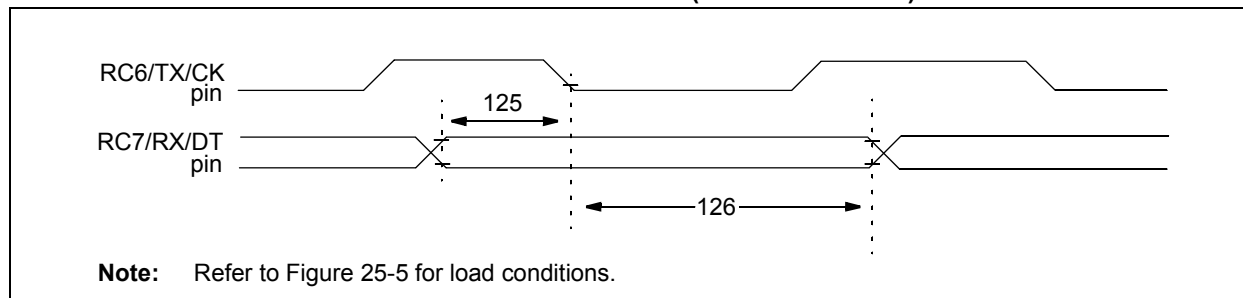 RC6/TX/CK
pin
125
RC7/RX/DT
pin
126
Note: Refer to Figure 25-5 for load conditions.